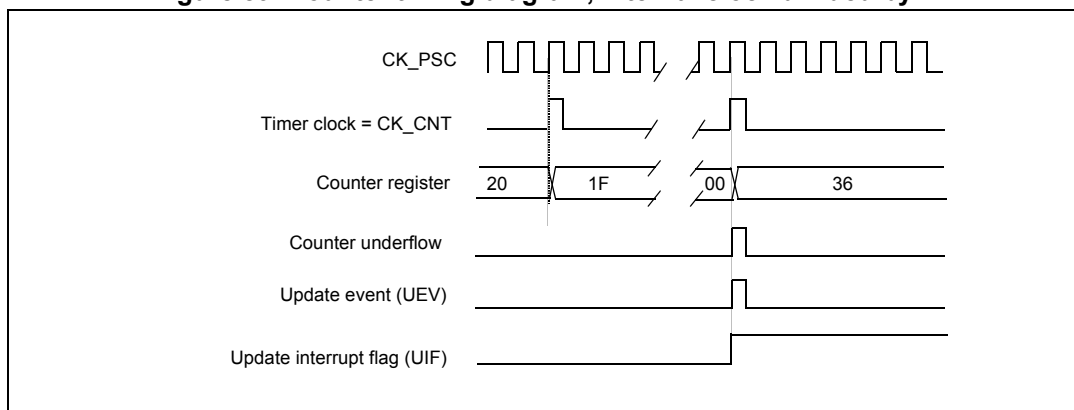 CK_PSC
Timer clock = CK_CNT
Counter register 20 1F 00 36
Counter underflow
Update event (UEV)
Update interrupt flag (UIF)